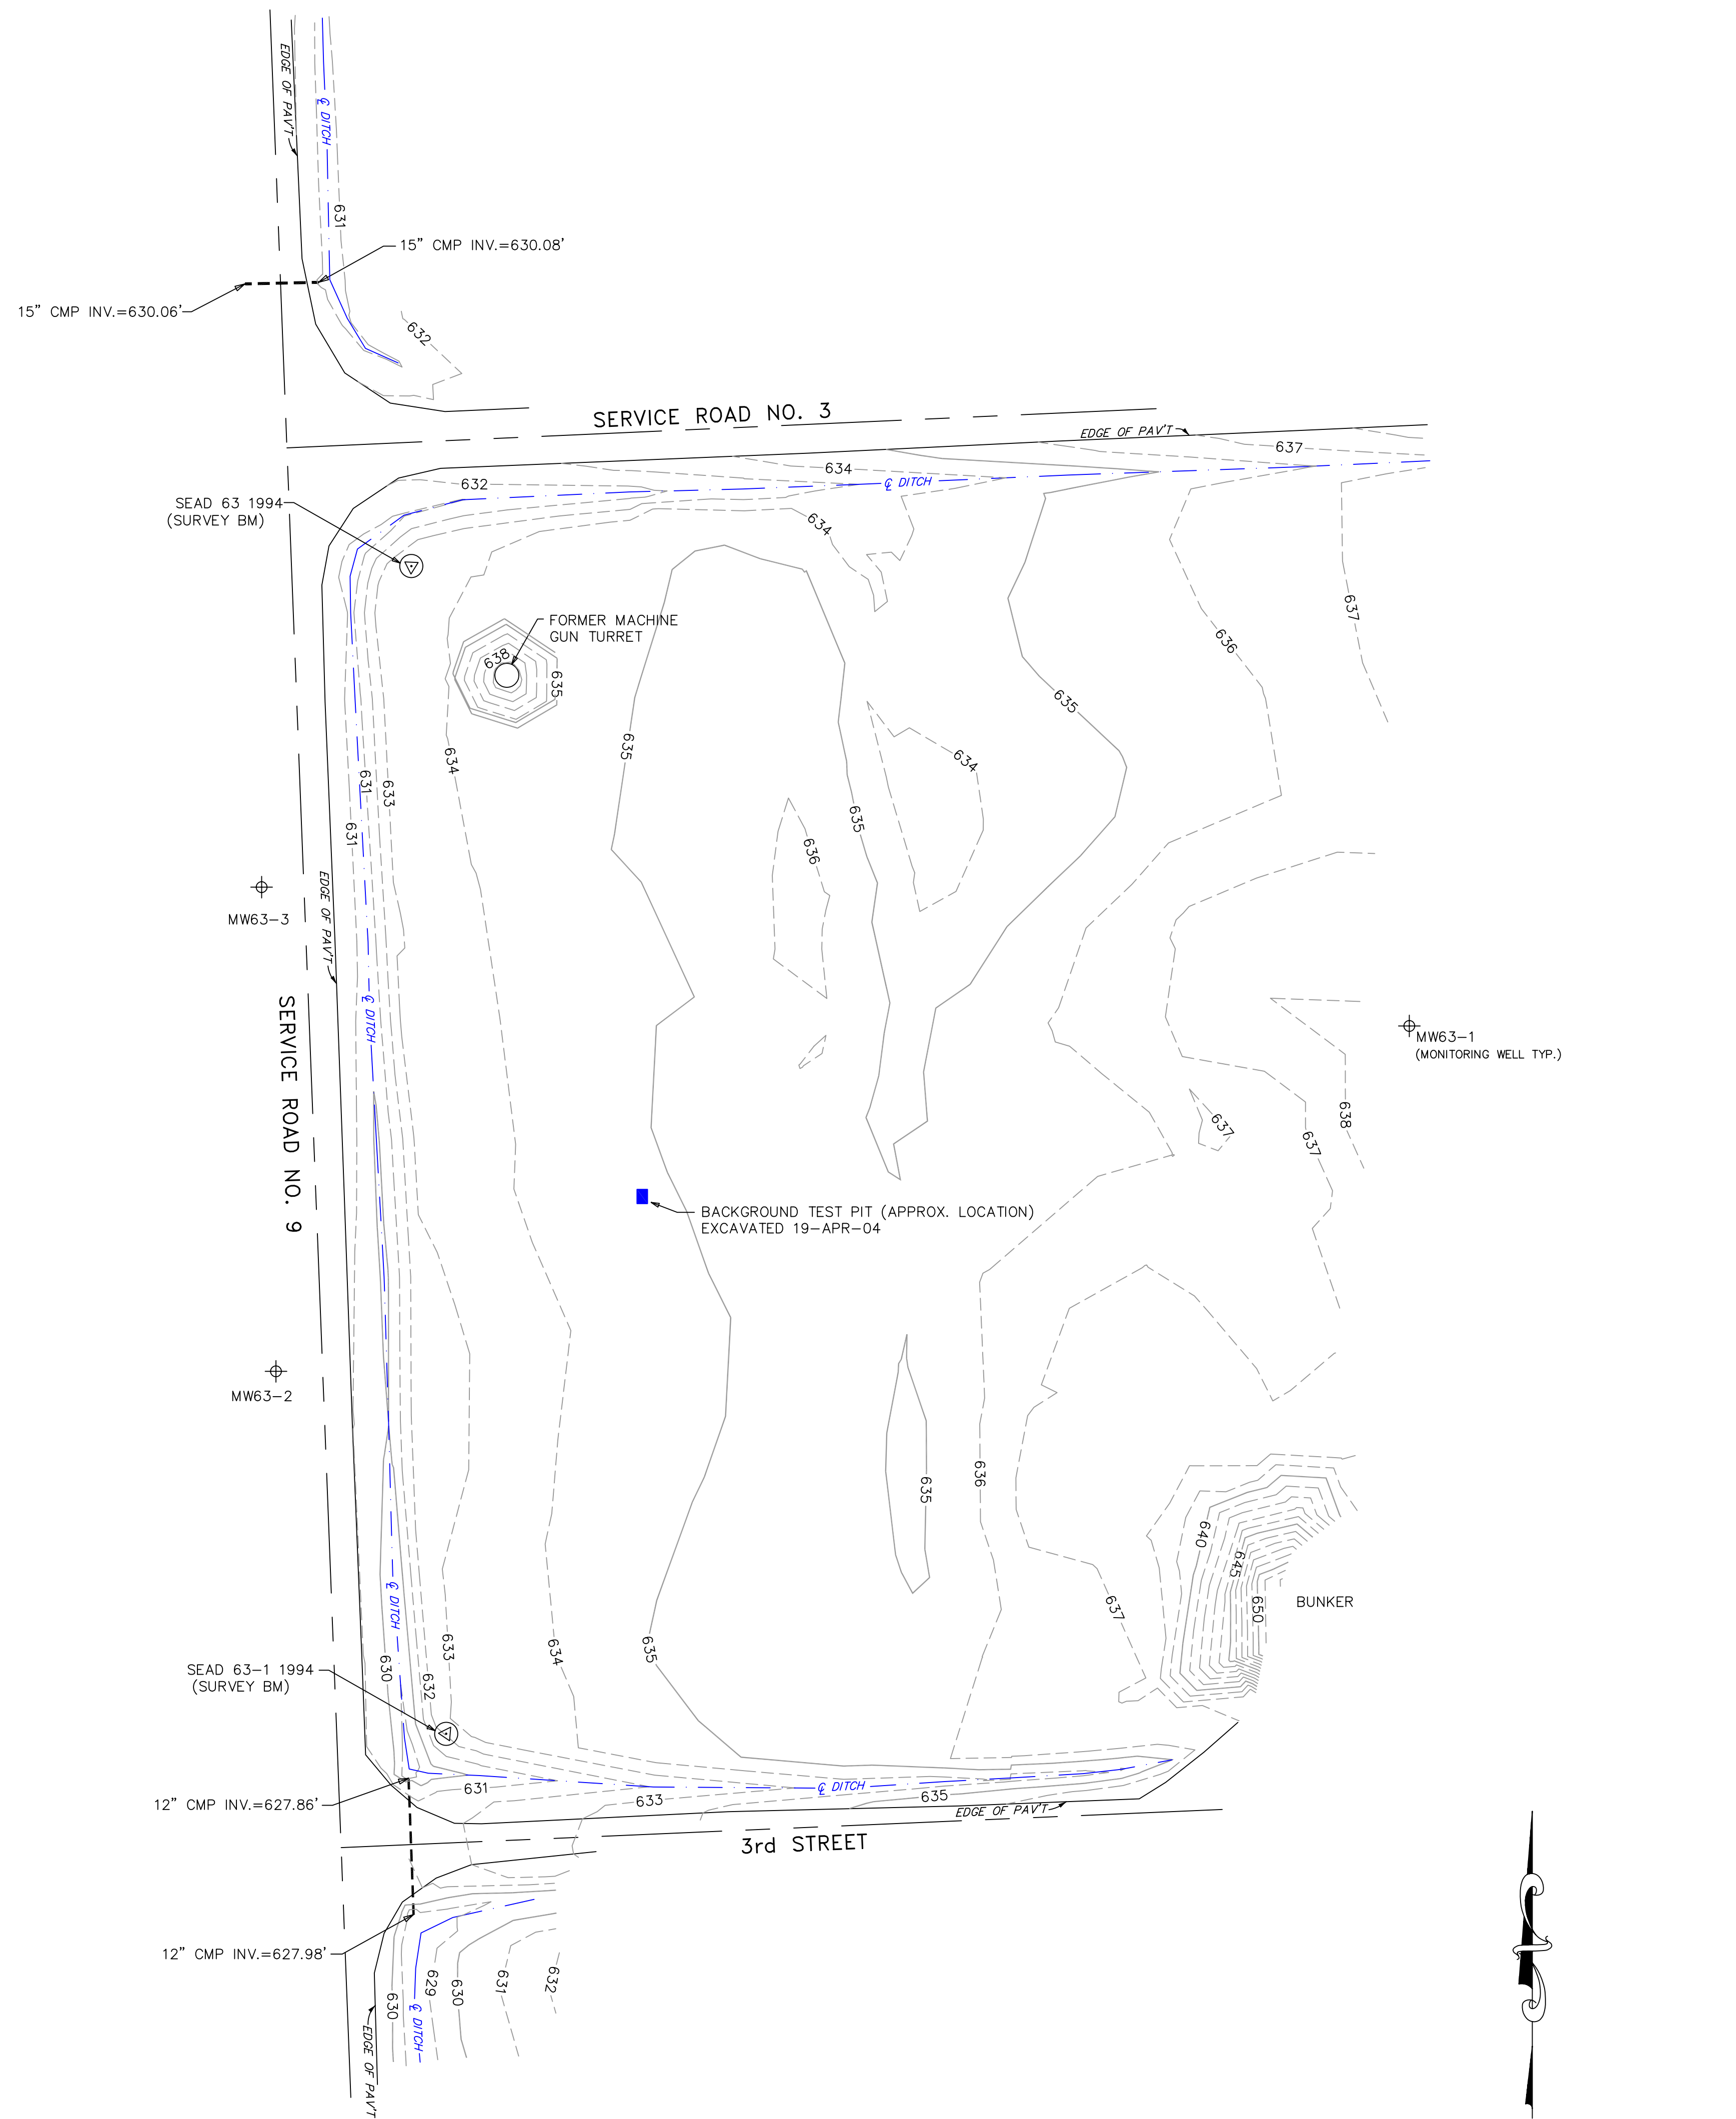 EDGE OF PAV'T
℄ DITCH
631
15" CMP INV.=630.08'
15" CMP INV.=630.06'
632
SERVICE ROAD NO. 3
EDGE OF PAV'T
637
634
632
℄ DITCH
SEAD 63 1994
(SURVEY BM)
634
637
FORMER MACHINE
GUN TURRET
638
635
636
635
634
635
634
631
633
635
631
636
EDGE OF PAV'T
MW63-3
℄ DITCH
SERVICE ROAD NO. 9
MW63-1
(MONITORING WELL TYP.)
638
637
637
BACKGROUND TEST PIT (APPROX. LOCATION)
EXCAVATED 19-APR-04
MW63-2
636
635
640
645
650
BUNKER
637
℄ DITCH
633
634
635
630
632
SEAD 63-1 1994
(SURVEY BM)
631
633
℄ DITCH
635
12" CMP INV.=627.86'
EDGE OF PAV'T
3rd STREET
12" CMP INV.=627.98'
629
630
631
632
630
℄ DITCH
EDGE OF PAV'T